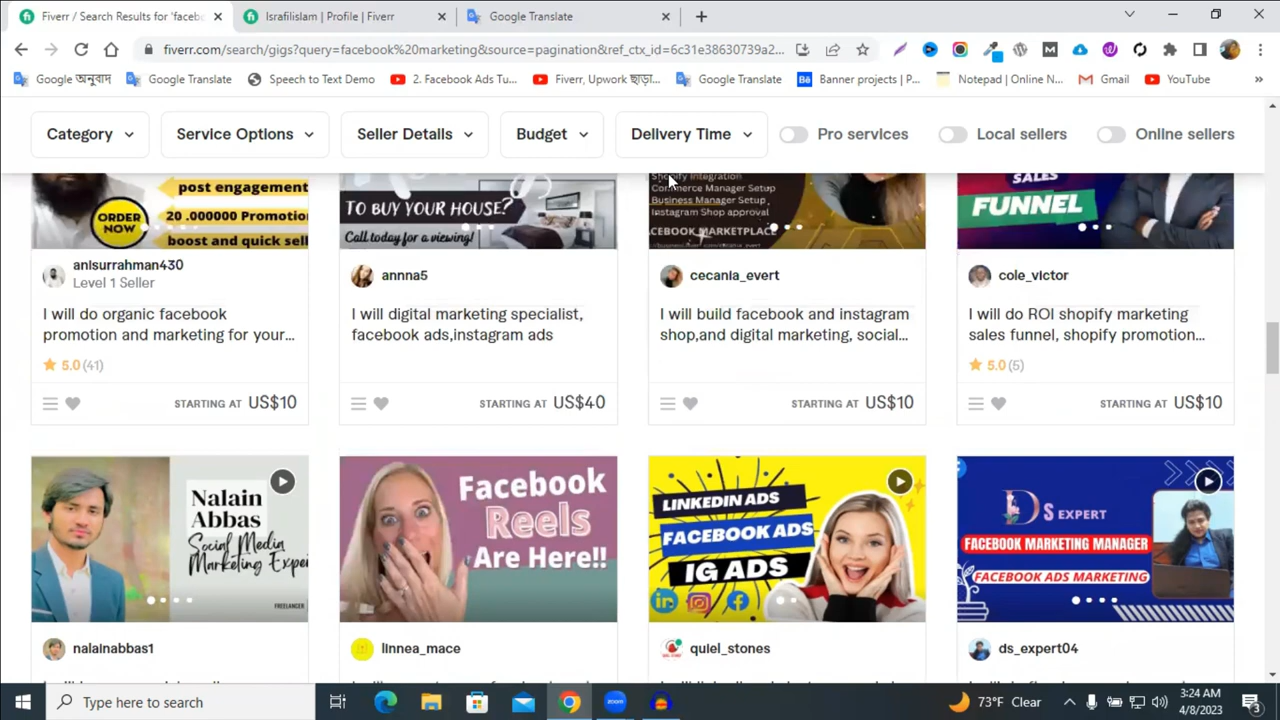 Fiverr / Search Results for 'facebo
Israfilislam | Profile | Fiverr
Google Translate
fiverr.com/search/gigs?query=facebook%20marketing&source=pagination&ref_ctx_id=6c31e38630739a2...
Google অনুবাদ
Google Translate
Speech to Text Demo
2. Facebook Ads Tu...
Fiverr, Upwork ছাড়া...
Google Translate
Banner projects | P...
Notepad | Online N...
Gmail
YouTube
Category
Service Options
Seller Details
Budget
Delivery Time
Pro services
Local sellers
Online sellers
post engagement
20 .000000 Promotio
boost and quick sell
ORDER
NOW
TO BUY YOUR HOUSE?
Call today for a viewing!
Shopify Integration
Commerce Manager Setup
Business Manager Setup
Instagram Shop approval
FACEBOOK MARKETPLACE
SALES
FUNNEL
anisurrahman430
Level 1 Seller
annna5
cecania_evert
cole_victor
I will do organic facebook
promotion and marketing for your...
I will digital marketing specialist,
facebook ads,instagram ads
I will build facebook and instagram
shop,and digital marketing, social...
I will do ROI shopify marketing
sales funnel, shopify promotion...
5.0 (41)
5.0 (5)
STARTING AT US$10
STARTING AT US$40
STARTING AT US$10
STARTING AT US$10
Nalain
Abbas
Social Media
Marketing Exper
FREELANGER
Facebook
Reels
Are Here!!
LINKEDIN ADS
FACEBOOK ADS
IG ADS
DS EXPERT
FACEBOOK MARKETING MANAGER
FACEBOOK ADS MARKETING
nalainabbas1
linnea_mace
quiel_stones
ds_expert04
Type here to search
73°F Clear
3:24 AM
4/8/2023
3